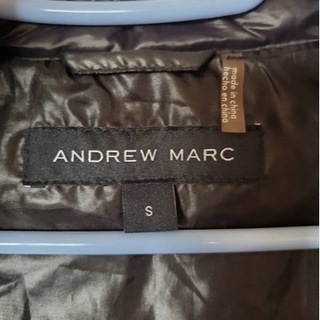 made in china
hecho en china
ANDREW MARC
S